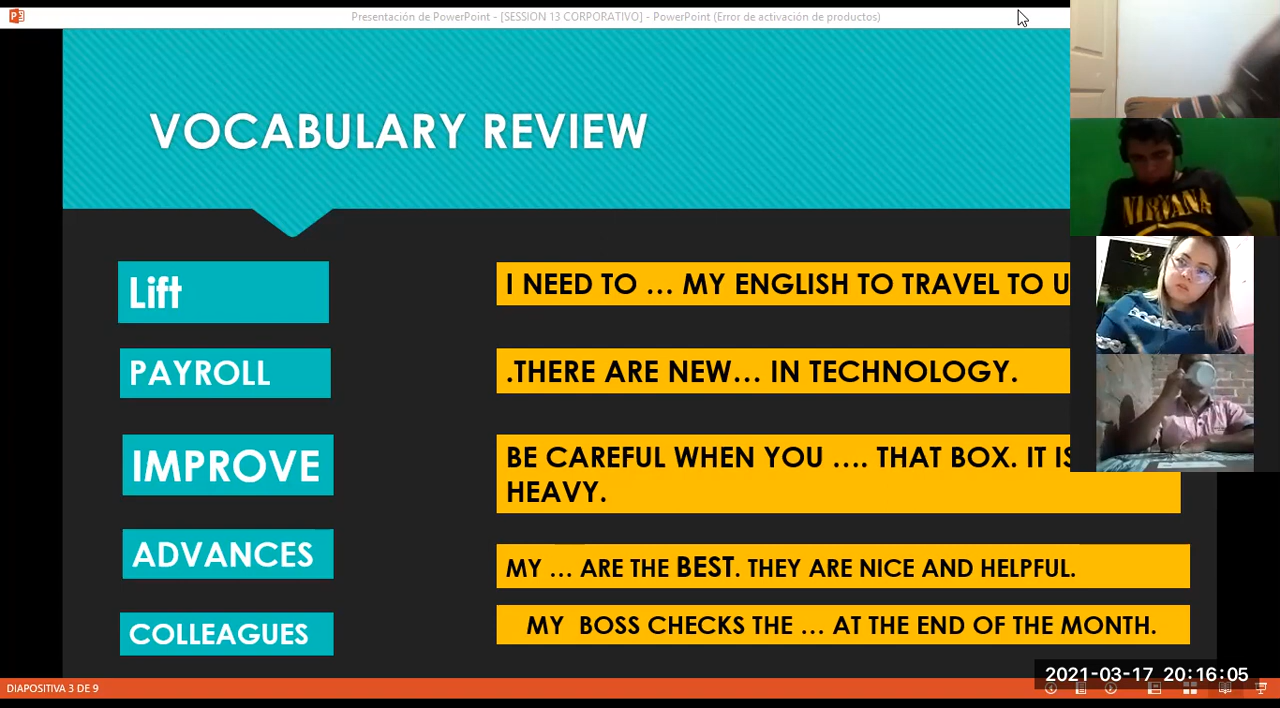 Presentación de PowerPoint - [SESSION 13 CORPORATIVO] - PowerPoint (Error de activación de productos)
VOCABULARY REVIEW
Lift
I NEED TO … MY ENGLISH TO TRAVEL TO U
PAYROLL
.THERE ARE NEW… IN TECHNOLOGY.
IMPROVE
BE CAREFUL WHEN YOU …. THAT BOX. IT IS
HEAVY.
ADVANCES
MY … ARE THE BEST. THEY ARE NICE AND HELPFUL.
COLLEAGUES
MY BOSS CHECKS THE … AT THE END OF THE MONTH.
NIRVANA
2021-03-17 20:16:05
DIAPOSITIVA 3 DE 9